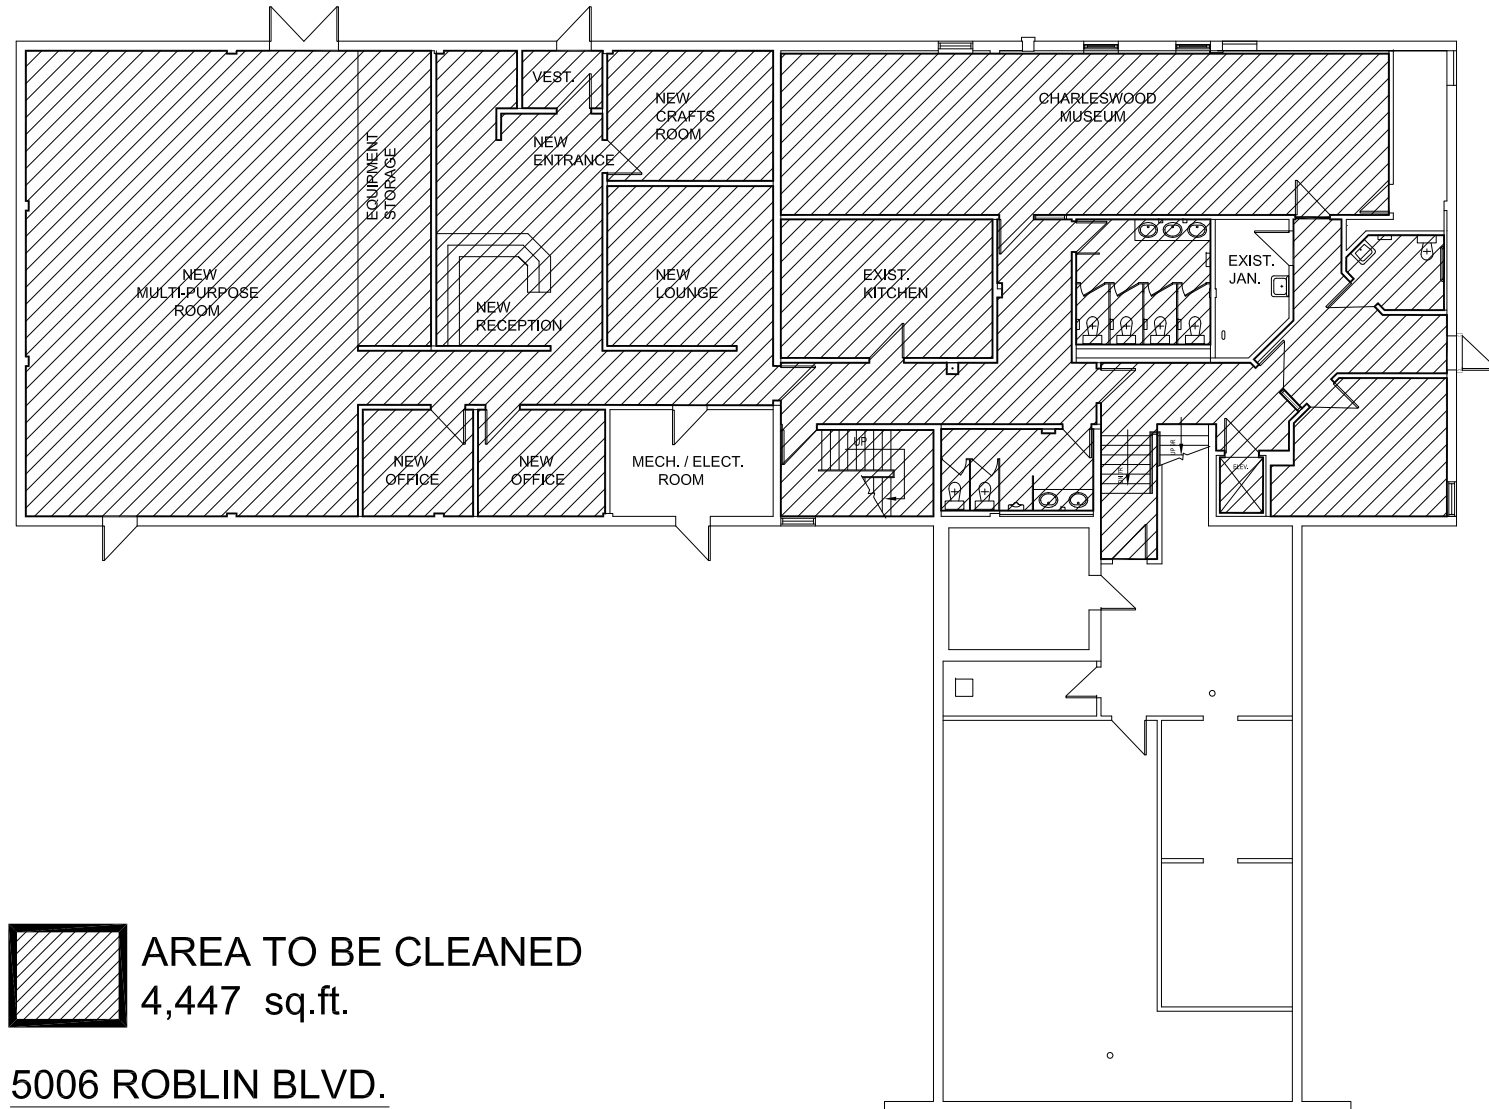 VEST.
NEW
CRAFTS
ROOM
CHARLESWOOD
MUSEUM
NEW
ENTRANCE
EQUIPMENT
STORAGE
NEW
MULTI-PURPOSE
ROOM
NEW
LOUNGE
EXIST.
KITCHEN
EXIST.
JAN.
NEW
RECEPTION
NEW
OFFICE
NEW
OFFICE
MECH. / ELECT.
ROOM
UP
ELEV.
AREA TO BE CLEANED
4,447 sq.ft.
5006 ROBLIN BLVD.